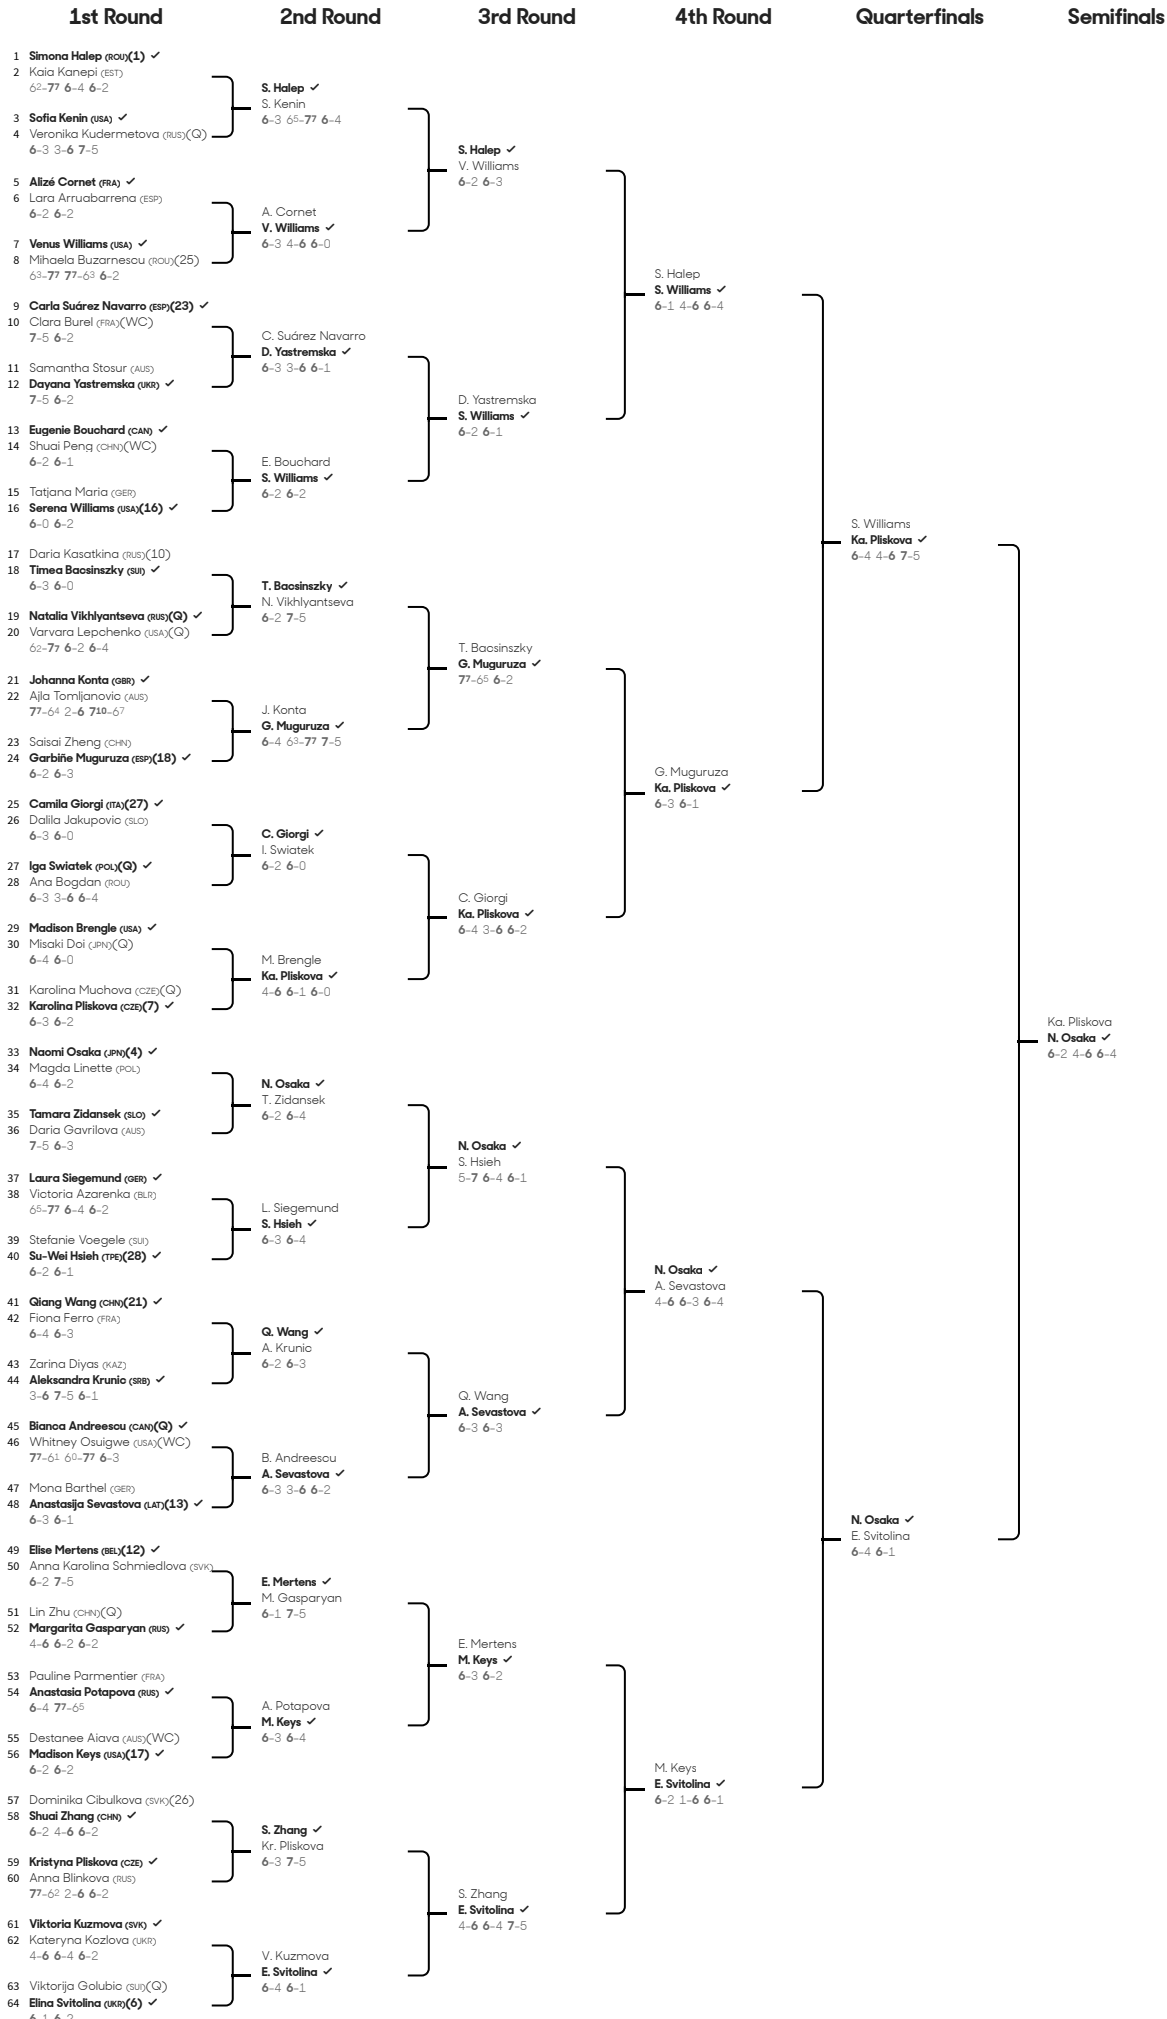 1st Round
2nd Round
3rd Round
4th Round
Quarterfinals
Semifinals
1 Simona Halep (ROU)(1) ✓
2 Kaia Kanepi (EST)
6²-7⁷ 6-4 6-2
3 Sofia Kenin (USA) ✓
4 Veronika Kudermetova (RUS)(Q)
6-3 3-6 7-5
5 Alizé Cornet (FRA) ✓
6 Lara Arruabarrena (ESP)
6-2 6-2
7 Venus Williams (USA) ✓
8 Mihaela Buzarnescu (ROU)(25)
6³-7⁷ 7⁷-6³ 6-2
9 Carla Suárez Navarro (ESP)(23) ✓
10 Clara Burel (FRA)(WC)
7-5 6-2
11 Samantha Stosur (AUS)
12 Dayana Yastremska (UKR) ✓
7-5 6-2
13 Eugenie Bouchard (CAN) ✓
14 Shuai Peng (CHN)(WC)
6-2 6-1
15 Tatjana Maria (GER)
16 Serena Williams (USA)(16) ✓
6-0 6-2
17 Daria Kasatkina (RUS)(10)
18 Timea Bacsinszky (SUI) ✓
6-3 6-0
19 Natalia Vikhlyantseva (RUS)(Q) ✓
20 Varvara Lepchenko (USA)(Q)
6²-7⁷ 6-2 6-4
21 Johanna Konta (GBR) ✓
22 Ajla Tomljanovic (AUS)
7⁷-6⁴ 2-6 7¹⁰-6⁷
23 Saisai Zheng (CHN)
24 Garbiñe Muguruza (ESP)(18) ✓
6-2 6-3
25 Camila Giorgi (ITA)(27) ✓
26 Dalila Jakupovic (SLO)
6-3 6-0
27 Iga Swiatek (POL)(Q) ✓
28 Ana Bogdan (ROU)
6-3 3-6 6-4
29 Madison Brengle (USA) ✓
30 Misaki Doi (JPN)(Q)
6-4 6-0
31 Karolina Muchova (CZE)(Q)
32 Karolina Pliskova (CZE)(7) ✓
6-3 6-2
33 Naomi Osaka (JPN)(4) ✓
34 Magda Linette (POL)
6-4 6-2
35 Tamara Zidansek (SLO) ✓
36 Daria Gavrilova (AUS)
7-5 6-3
37 Laura Siegemund (GER) ✓
38 Victoria Azarenka (BLR)
6⁵-7⁷ 6-4 6-2
39 Stefanie Voegele (SUI)
40 Su-Wei Hsieh (TPE)(28) ✓
6-2 6-1
41 Qiang Wang (CHN)(21) ✓
42 Fiona Ferro (FRA)
6-4 6-3
43 Zarina Diyas (KAZ)
44 Aleksandra Krunic (SRB) ✓
3-6 7-5 6-1
45 Bianca Andreescu (CAN)(Q) ✓
46 Whitney Osuigwe (USA)(WC)
7⁷-6¹ 6⁰-7⁷ 6-3
47 Mona Barthel (GER)
48 Anastasija Sevastova (LAT)(13) ✓
6-3 6-1
49 Elise Mertens (BEL)(12) ✓
50 Anna Karolina Schmiedlova (SVK)
6-2 7-5
51 Lin Zhu (CHN)(Q)
52 Margarita Gasparyan (RUS) ✓
4-6 6-2 6-2
53 Pauline Parmentier (FRA)
54 Anastasia Potapova (RUS) ✓
6-4 7⁷-6⁵
55 Destanee Aiava (AUS)(WC)
56 Madison Keys (USA)(17) ✓
6-2 6-2
57 Dominika Cibulkova (SVK)(26)
58 Shuai Zhang (CHN) ✓
6-2 4-6 6-2
59 Kristyna Pliskova (CZE) ✓
60 Anna Blinkova (RUS)
7⁷-6² 2-6 6-2
61 Viktoria Kuzmova (SVK) ✓
62 Kateryna Kozlova (UKR)
4-6 6-4 6-2
63 Viktorija Golubic (SUI)(Q)
64 Elina Svitolina (UKR)(6) ✓
6-1 6-2
S. Halep ✓
S. Kenin
6-3 6⁵-7⁷ 6-4
A. Cornet
V. Williams ✓
6-3 4-6 6-0
C. Suárez Navarro
D. Yastremska ✓
6-3 3-6 6-1
E. Bouchard
S. Williams ✓
6-2 6-2
T. Bacsinszky ✓
N. Vikhlyantseva
6-2 7-5
J. Konta
G. Muguruza ✓
6-4 6³-7⁷ 7-5
C. Giorgi ✓
I. Swiatek
6-2 6-0
M. Brengle
Ka. Pliskova ✓
4-6 6-1 6-0
N. Osaka ✓
T. Zidansek
6-2 6-4
L. Siegemund
S. Hsieh ✓
6-3 6-4
Q. Wang ✓
A. Krunic
6-2 6-3
B. Andreescu
A. Sevastova ✓
6-3 3-6 6-2
E. Mertens ✓
M. Gasparyan
6-1 7-5
A. Potapova
M. Keys ✓
6-3 6-4
S. Zhang ✓
Kr. Pliskova
6-3 7-5
V. Kuzmova
E. Svitolina ✓
6-4 6-1
S. Halep ✓
V. Williams
6-2 6-3
D. Yastremska
S. Williams ✓
6-2 6-1
T. Bacsinszky
G. Muguruza ✓
7⁷-6⁵ 6-2
C. Giorgi
Ka. Pliskova ✓
6-4 3-6 6-2
N. Osaka ✓
S. Hsieh
5-7 6-4 6-1
Q. Wang
A. Sevastova ✓
6-3 6-3
E. Mertens
M. Keys ✓
6-3 6-2
S. Zhang
E. Svitolina ✓
4-6 6-4 7-5
S. Halep
S. Williams ✓
6-1 4-6 6-4
G. Muguruza
Ka. Pliskova ✓
6-3 6-1
N. Osaka ✓
A. Sevastova
4-6 6-3 6-4
M. Keys
E. Svitolina ✓
6-2 1-6 6-1
S. Williams
Ka. Pliskova ✓
6-4 4-6 7-5
N. Osaka ✓
E. Svitolina
6-4 6-1
Ka. Pliskova
N. Osaka ✓
6-2 4-6 6-4